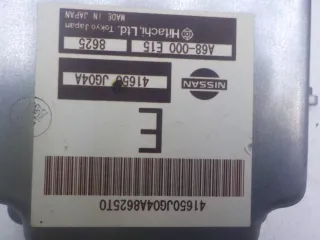 41650JG04A8625T0
E
NISSAN
41650 JG04A
A68-000 E15 8625
Hitachi, Ltd. Tokyo Japan
MADE IN JAPAN